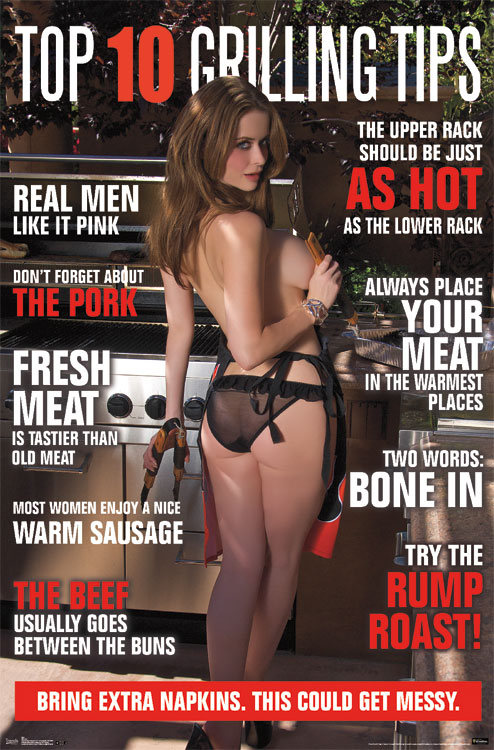 TOP 10 GRILLING TIPS
THE UPPER RACK
SHOULD BE JUST
AS HOT
AS THE LOWER RACK
REAL MEN
LIKE IT PINK
DON'T FORGET ABOUT
THE PORK
ALWAYS PLACE
YOUR
MEAT
IN THE WARMEST
PLACES
FRESH
MEAT
IS TASTIER THAN
OLD MEAT
TWO WORDS:
BONE IN
MOST WOMEN ENJOY A NICE
WARM SAUSAGE
TRY THE
RUMP
ROAST!
THE BEEF
USUALLY GOES
BETWEEN THE BUNS
BRING EXTRA NAPKINS. THIS COULD GET MESSY.